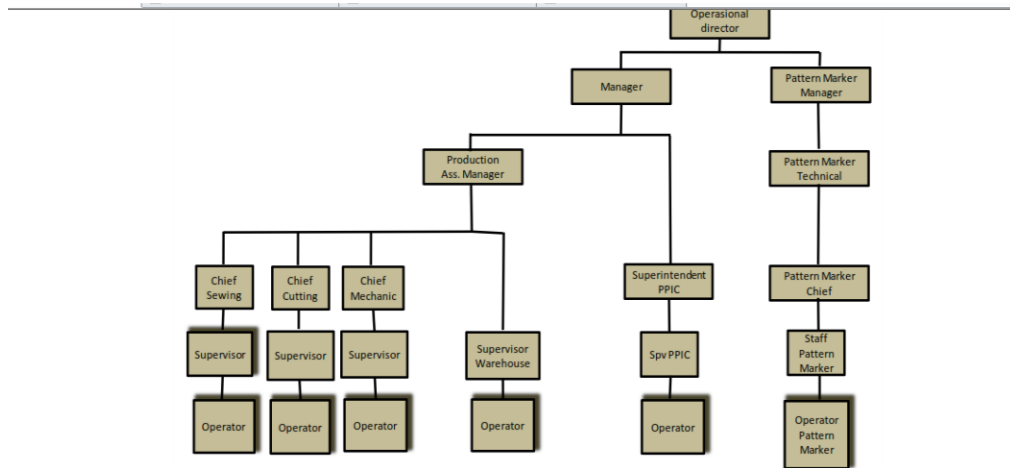 Operasional
director
Manager
Pattern Marker
Manager
Production
Ass. Manager
Pattern Marker
Technical
Chief
Sewing
Chief
Cutting
Chief
Mechanic
Superintendent
PPIC
Pattern Marker
Chief
Supervisor
Supervisor
Supervisor
Supervisor
Warehouse
Spv PPIC
Staff
Pattern
Marker
Operator
Operator
Operator
Operator
Operator
Operator
Pattern
Marker